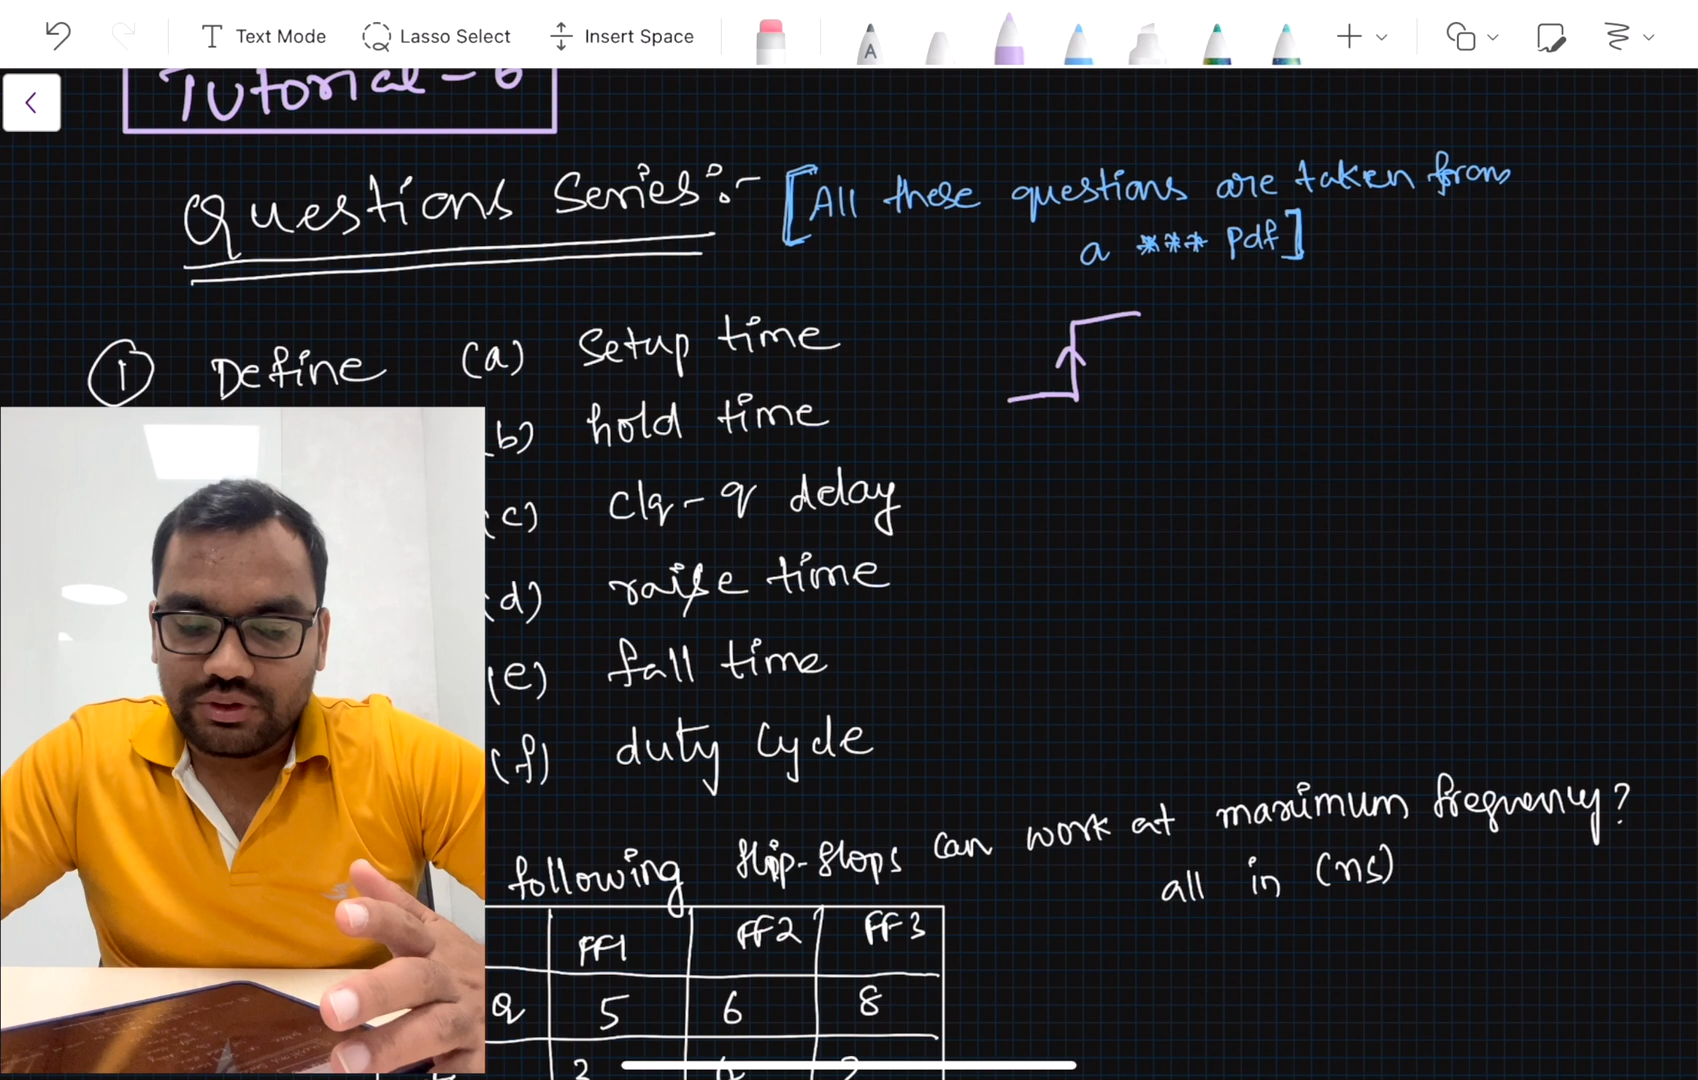 Text Mode Lasso Select Insert Space
A
Tutorial - 6
Questions Series:- [All these questions are taken from
a *** pdf]
① Define (a) Setup time
(b) hold time
(c) clq - q delay
(d) raise time
(e) fall time
(f) duty cycle
following flip-flops can work at maximum frequency?
all in (ns)
FF1 FF2 FF3
q 5 6 8